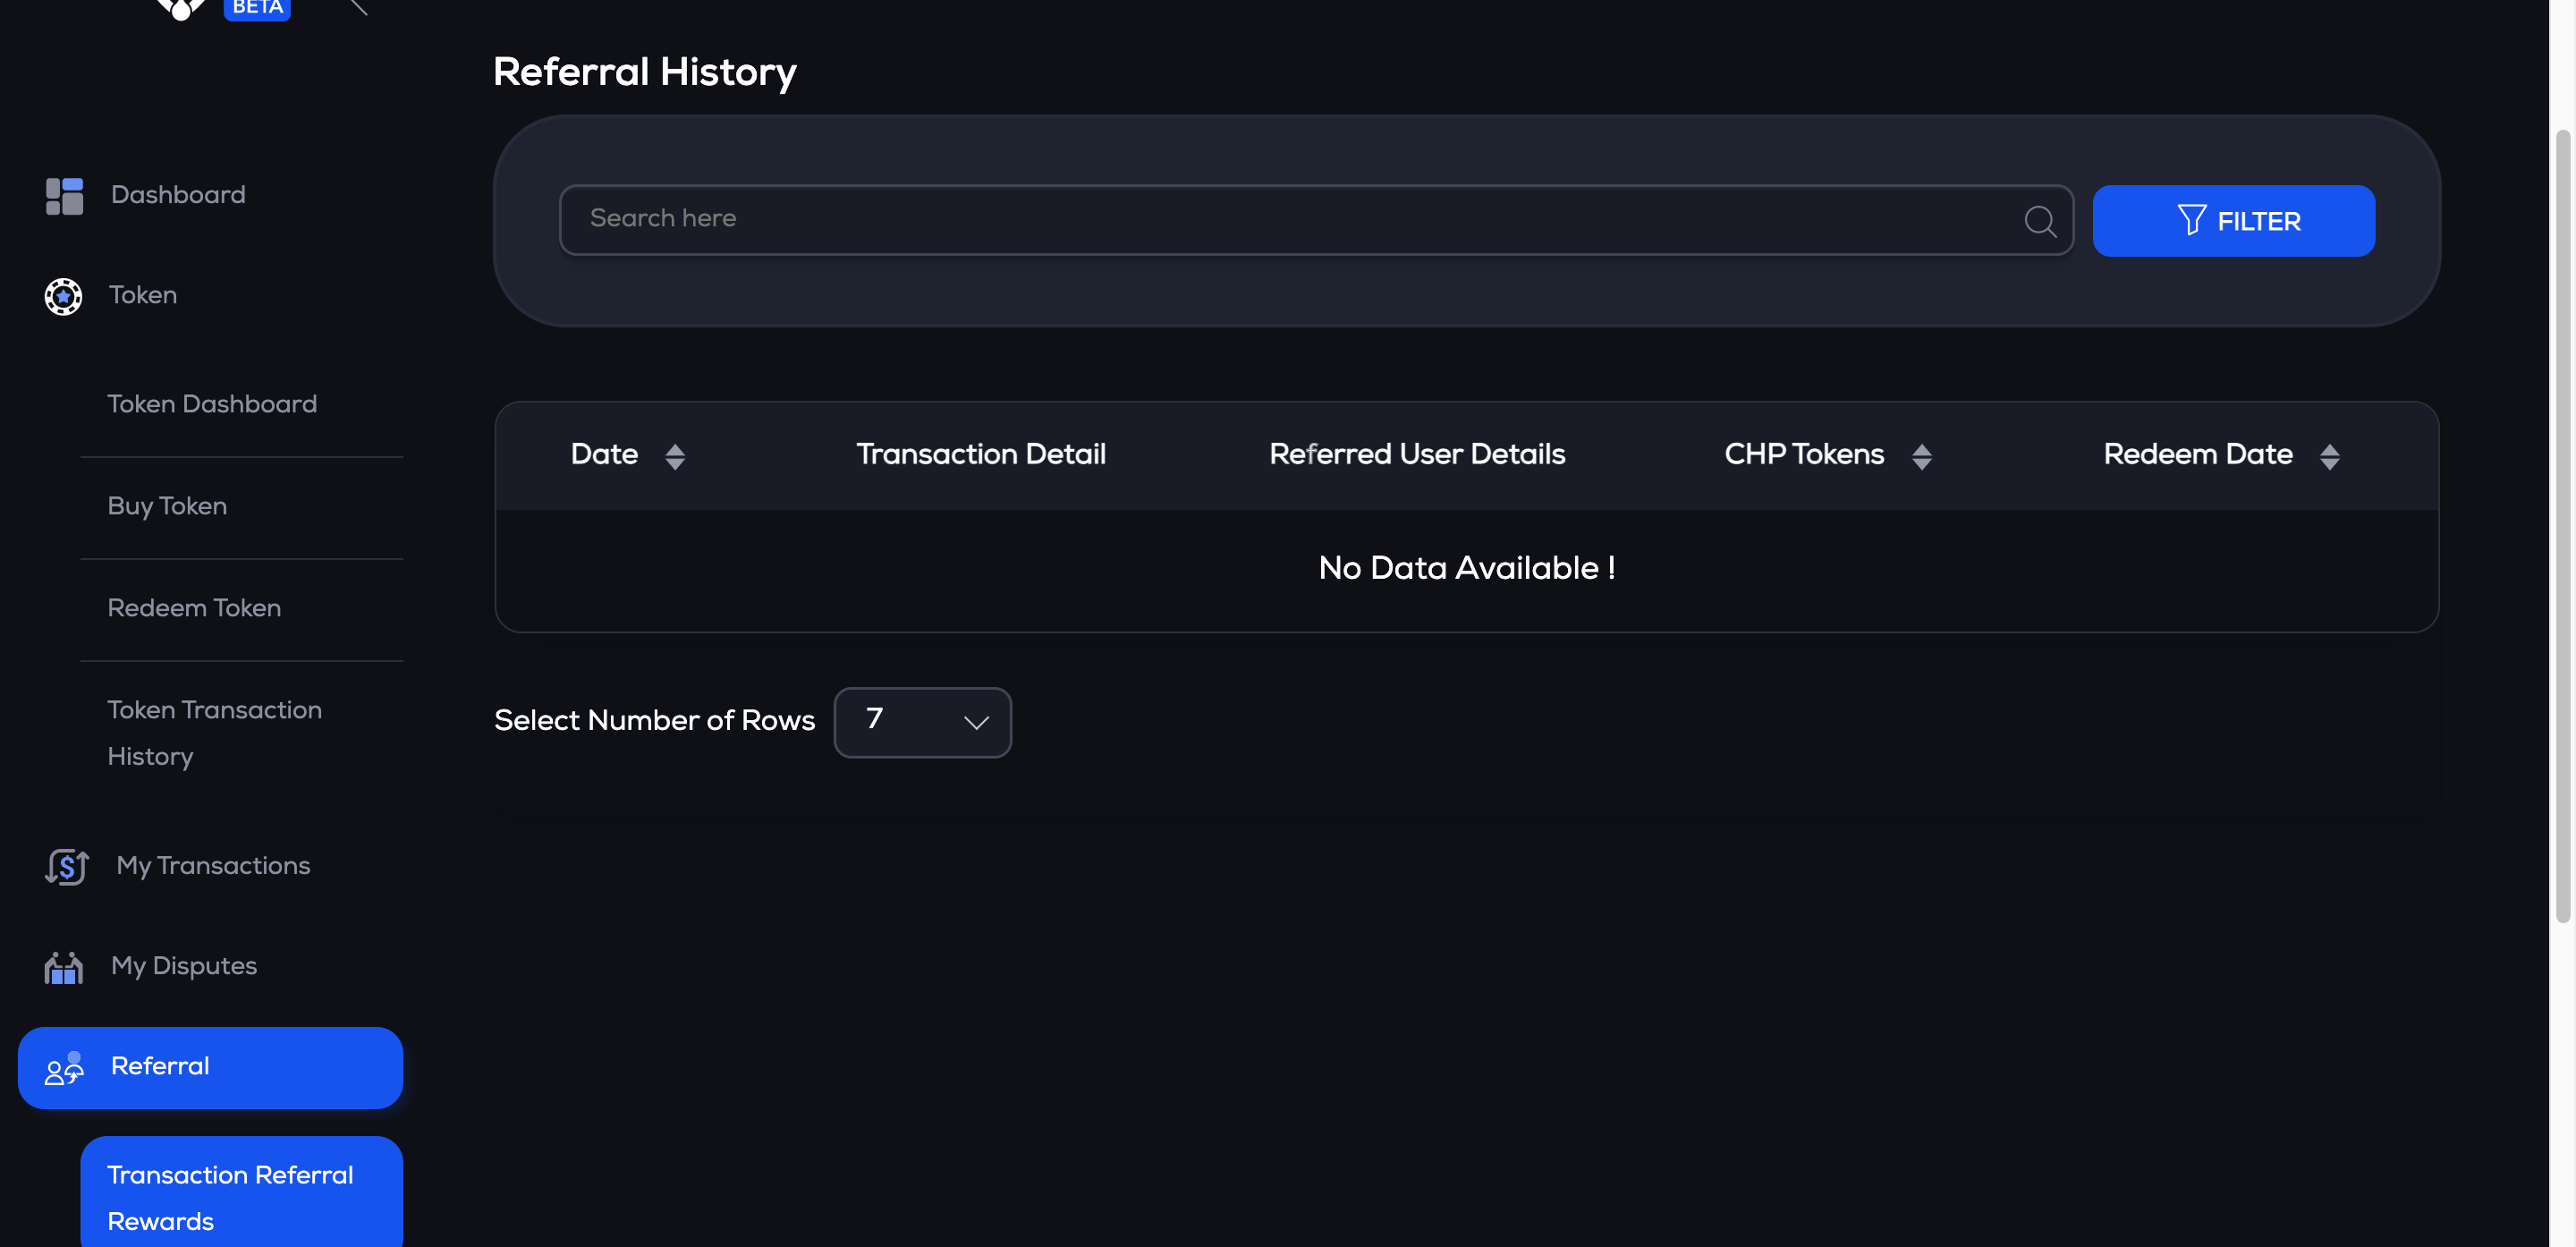 BETA
Dashboard
Token
Token Dashboard
Buy Token
Redeem Token
Token Transaction
History
My Transactions
My Disputes
Referral
Transaction Referral
Rewards
Referral History
Search here
FILTER
Date
Transaction Detail
Referred User Details
CHP Tokens
Redeem Date
No Data Available !
Select Number of Rows
7